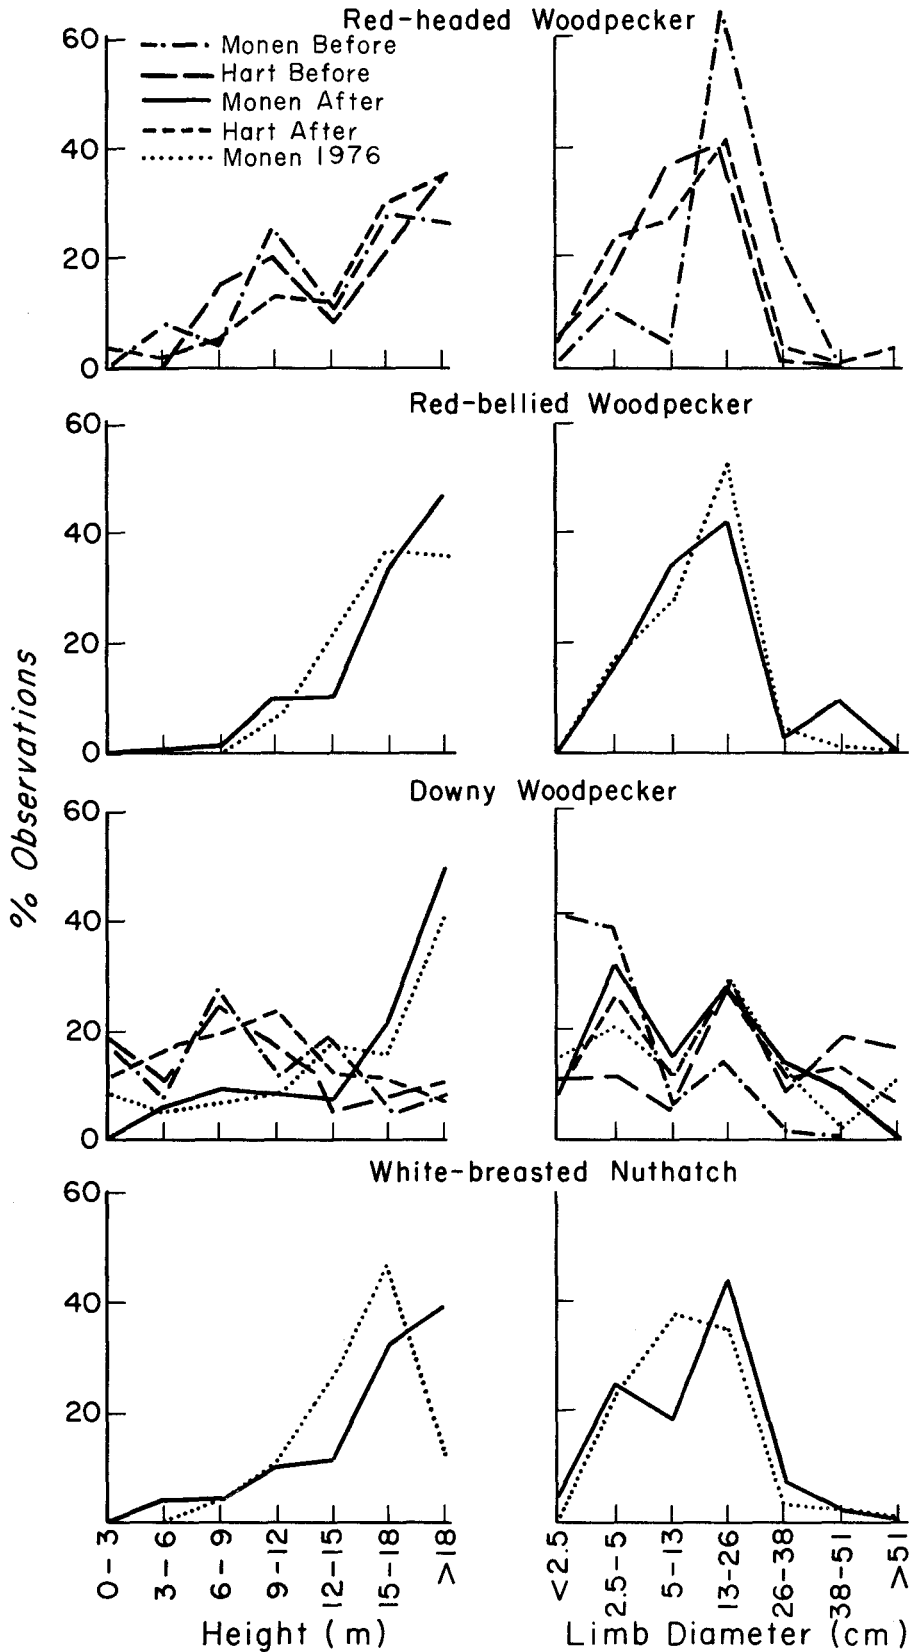 Red-headed Woodpecker
60
40
20
0
Monen Before
Hart Before
Monen After
Hart After
Monen 1976
Red-bellied Woodpecker
60
40
20
0
% Observations
Downy Woodpecker
60
40
20
0
White-breasted Nuthatch
60
40
20
0-3
3-6
6-9
9-12
12-15
15-18
>18
<2.5
2.5-5
5-13
13-26
26-38
38-51
>51
Height (m)
Limb Diameter (cm)